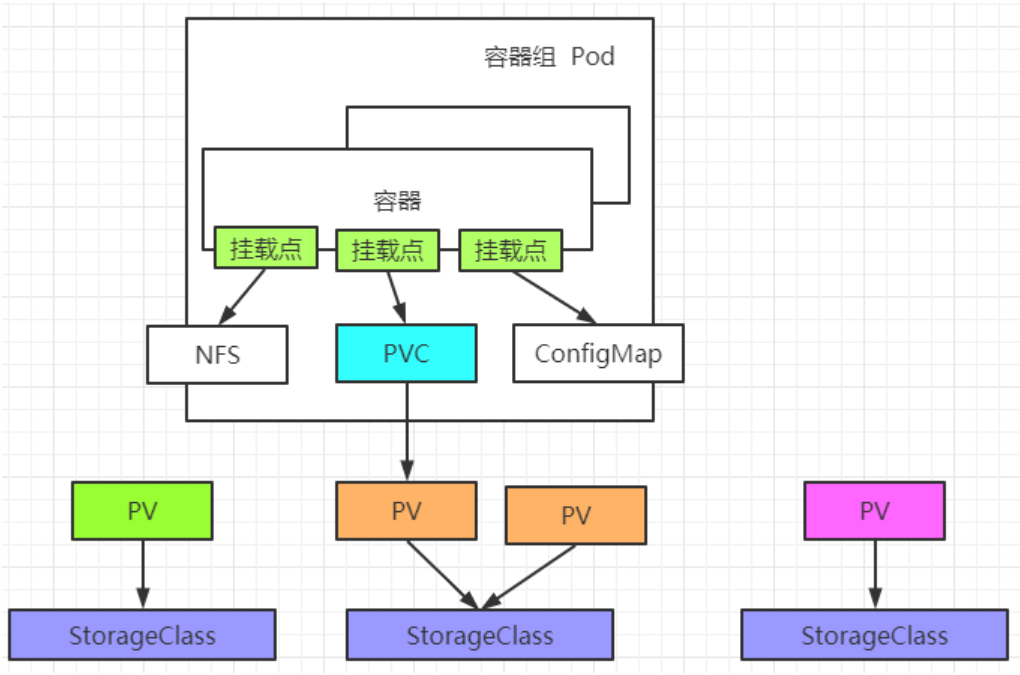 容器组 Pod
容器
挂载点
挂载点
挂载点
NFS
PVC
ConfigMap
PV
PV
PV
PV
StorageClass
StorageClass
StorageClass